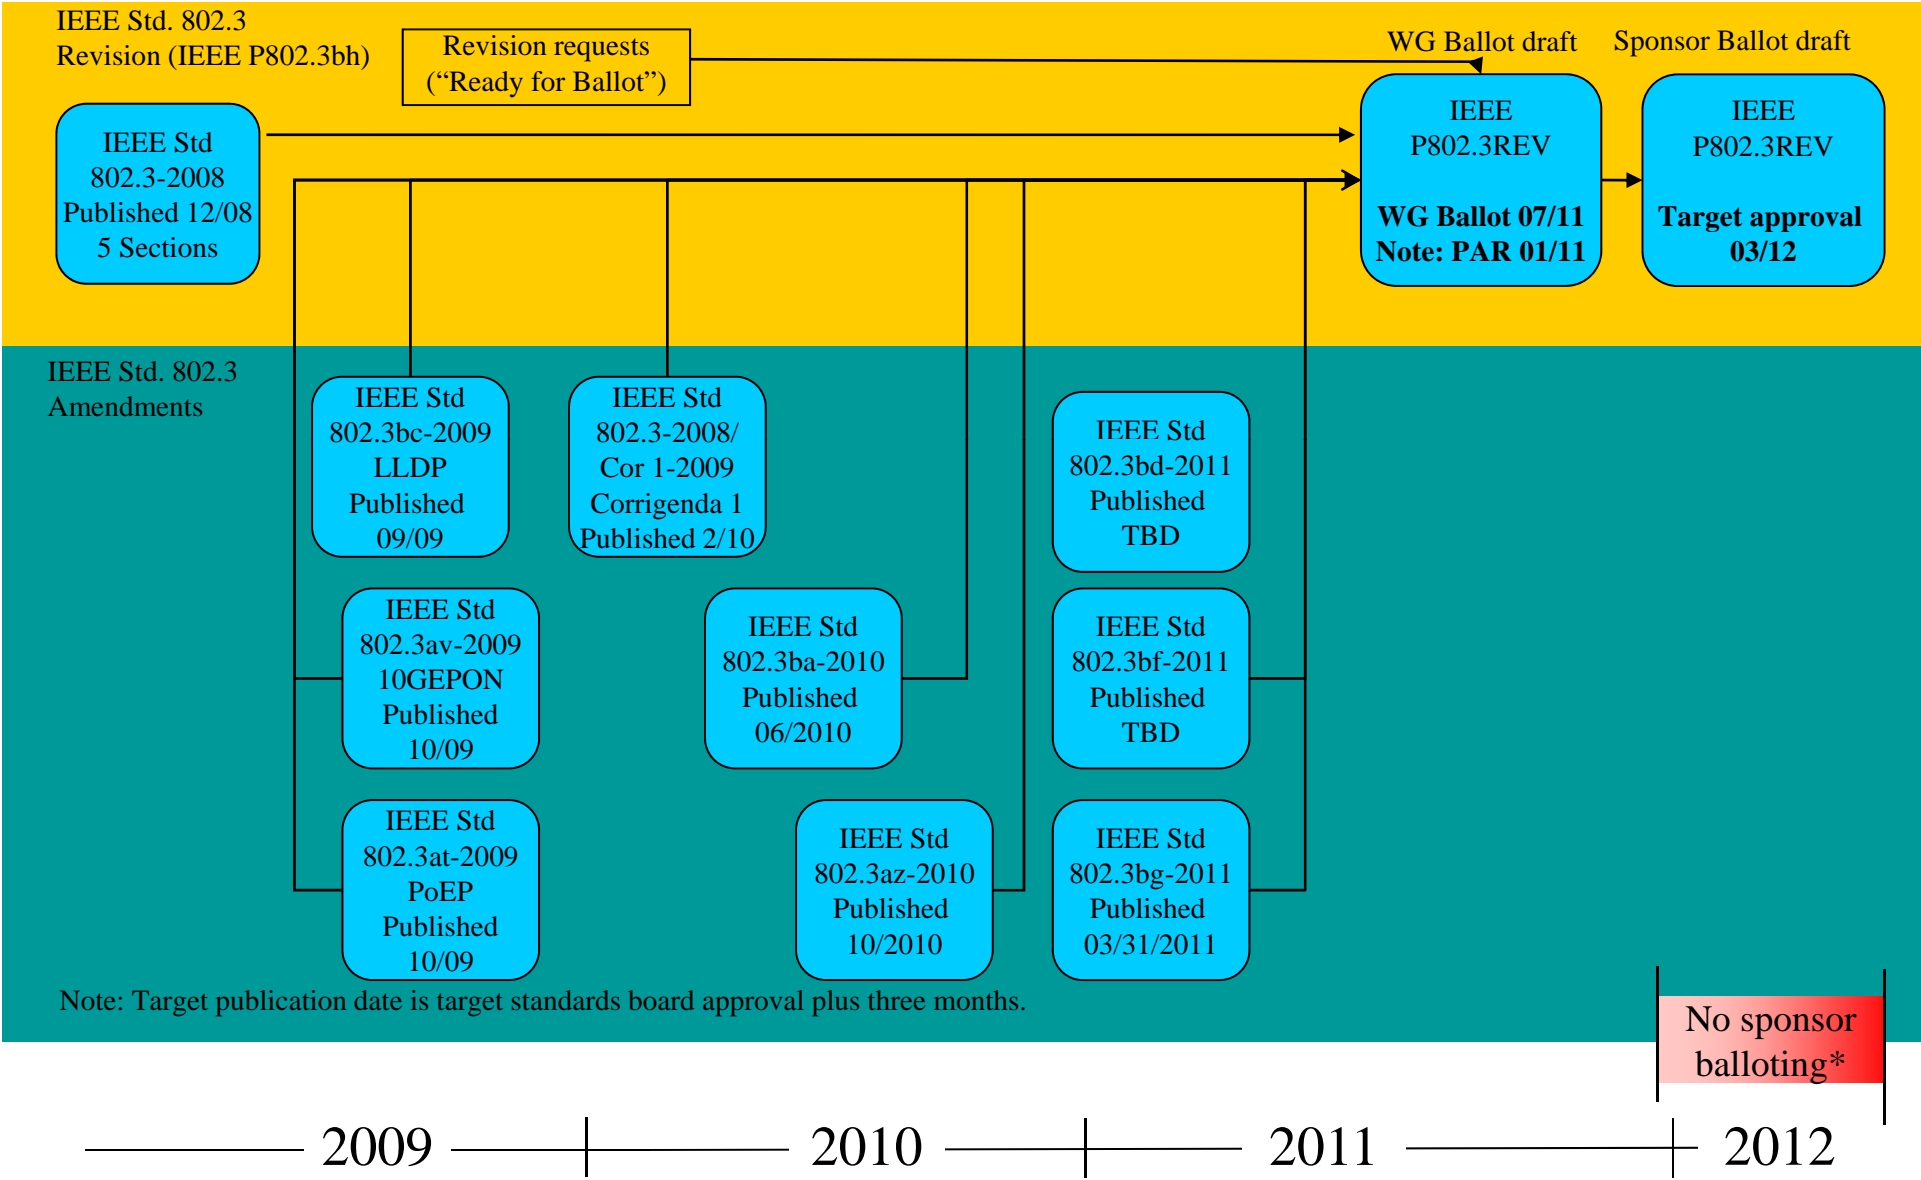 IEEE Std. 802.3
Revision (IEEE P802.3bh)
Revision requests
(“Ready for Ballot”)
WG Ballot draft
Sponsor Ballot draft
IEEE Std
802.3-2008
Published 12/08
5 Sections
IEEE
P802.3REV
WG Ballot 07/11
Note: PAR 01/11
IEEE
P802.3REV
Target approval
03/12
IEEE Std. 802.3
Amendments
IEEE Std
802.3bc-2009
LLDP
Published
09/09
IEEE Std
802.3-2008/
Cor 1-2009
Corrigenda 1
Published 2/10
IEEE Std
802.3bd-2011
Published
TBD
IEEE Std
802.3av-2009
10GEPON
Published
10/09
IEEE Std
802.3ba-2010
Published
06/2010
IEEE Std
802.3bf-2011
Published
TBD
IEEE Std
802.3at-2009
PoEP
Published
10/09
IEEE Std
802.3az-2010
Published
10/2010
IEEE Std
802.3bg-2011
Published
03/31/2011
Note: Target publication date is target standards board approval plus three months.
No sponsor
balloting*
2009
2010
2011
2012